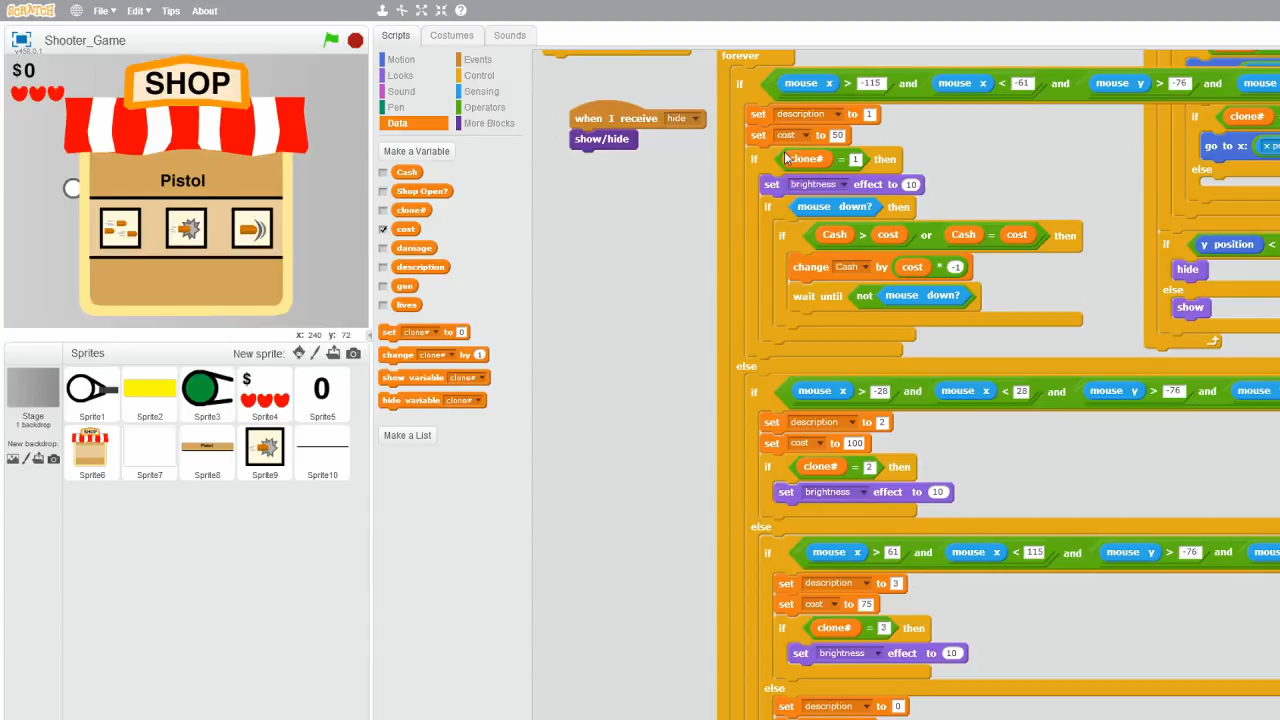 SCRATCH File Edit Tips About
Shooter_Game
v458.0.1
$0
SHOP
Pistol
x: 240 y: 72
Sprites New sprite:
Stage
1 backdrop
New backdrop:
Sprite1 Sprite2 Sprite3 Sprite4 Sprite5
$ 0
Sprite6 Sprite7 Sprite8 Sprite9 Sprite10
SHOP Pistol
Scripts Costumes Sounds
Motion Events
Looks Control
Sound Sensing
Pen Operators
Data More Blocks
Make a Variable
Cash
Shop Open?
clone#
cost
damage
description
gun
lives
set clone# to 0
change clone# by 1
show variable clone#
hide variable clone#
Make a List
when I receive hide
show/hide
forever
if mouse x > -115 and mouse x < -61 and mouse y > -76 and mouse
set description to 1
set cost to 50
if clone# = 1 then
set brightness effect to 10
if mouse down? then
if Cash > cost or Cash = cost then
change Cash by cost * -1
wait until not mouse down?
else
if mouse x > -28 and mouse x < 28 and mouse y > -76 and mouse
set description to 2
set cost to 100
if clone# = 2 then
set brightness effect to 10
else
if mouse x > 61 and mouse x < 115 and mouse y > -76 and
set description to 3
set cost to 75
if clone# = 3 then
set brightness effect to 10
else
set description to 0
if clone#
go to x:
else
if y position <
hide
else
show